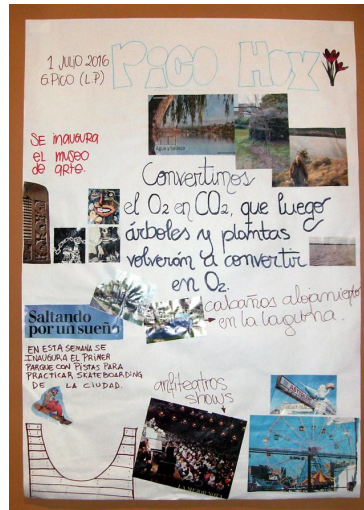 1 JULIO 2016
G.PICO (L.P)
PICO HOY
SE inaugura
el museo
de arte.
Convertimos
el O2 en CO2, que luego
árboles y plantas
volverán a convertir
en O2.
cabañas alojamientos
en la laguna.
Saltando
por un sueño
EN ESTA SEMANA SE
INAUGURA EL PRIMER
PARQUE CON PISTAS PARA
PRACTICAR SKATEBOARDING
DE LA CIUDAD.
anfiteatros
shows